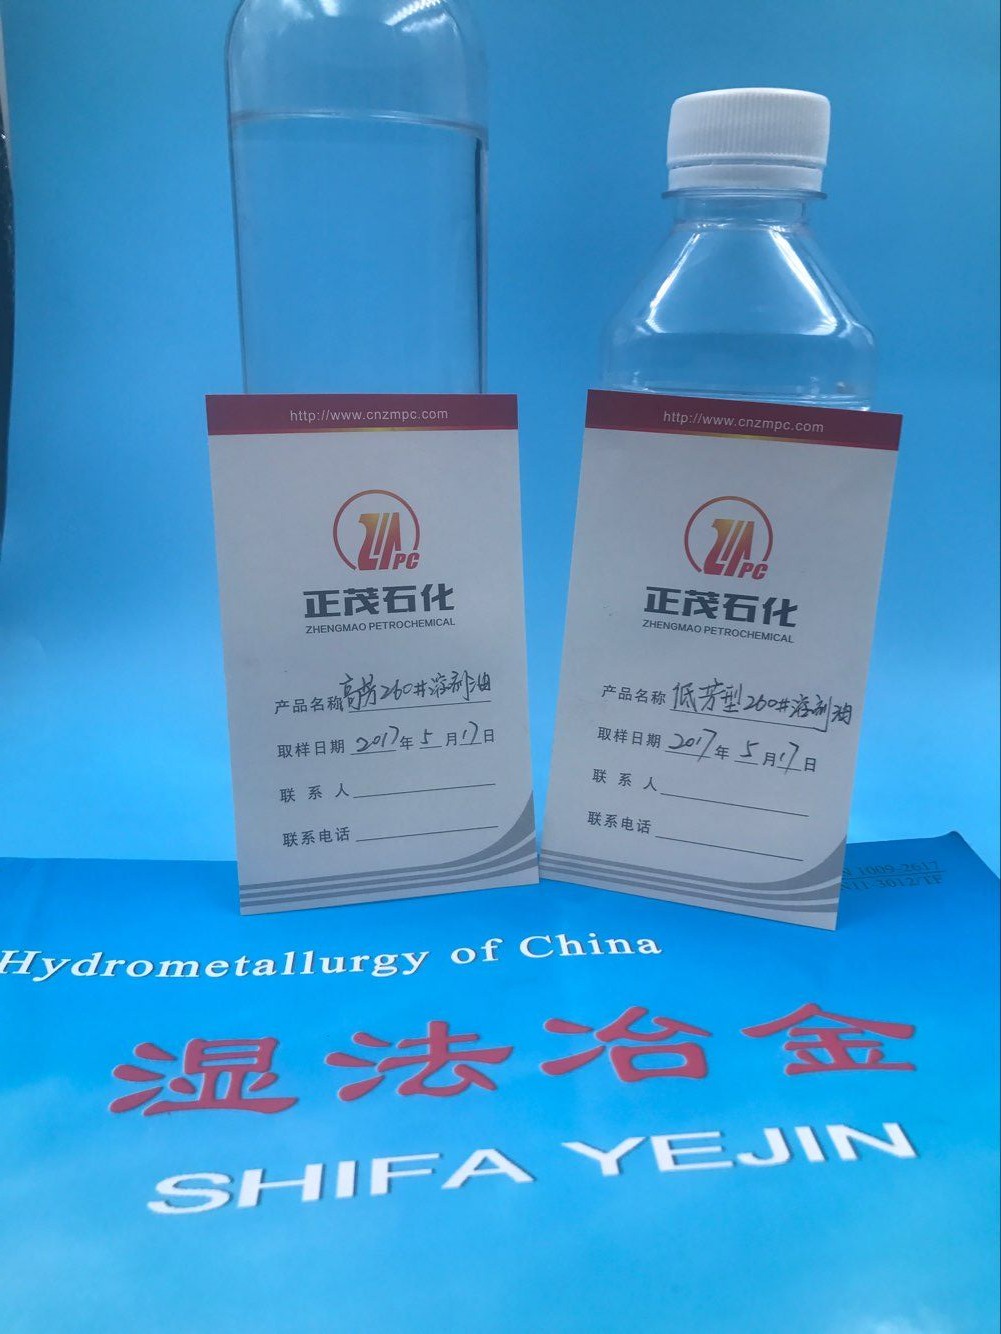 http://www.cnzmpc.com
ZMPC
正茂石化
ZHENGMAO PETROCHEMICAL
产品名称 高芳260#溶剂油
取样日期 2017年5月17日
联系人
联系电话
http://www.cnzmpc.com
ZMPC
正茂石化
ZHENGMAO PETROCHEMICAL
产品名称 低芳型260#溶剂油
取样日期 2017年5月17日
联系人
联系电话
1009-2617
11-3012/TF
Hydrometallurgy of China
湿法冶金
SHIFA YEJIN